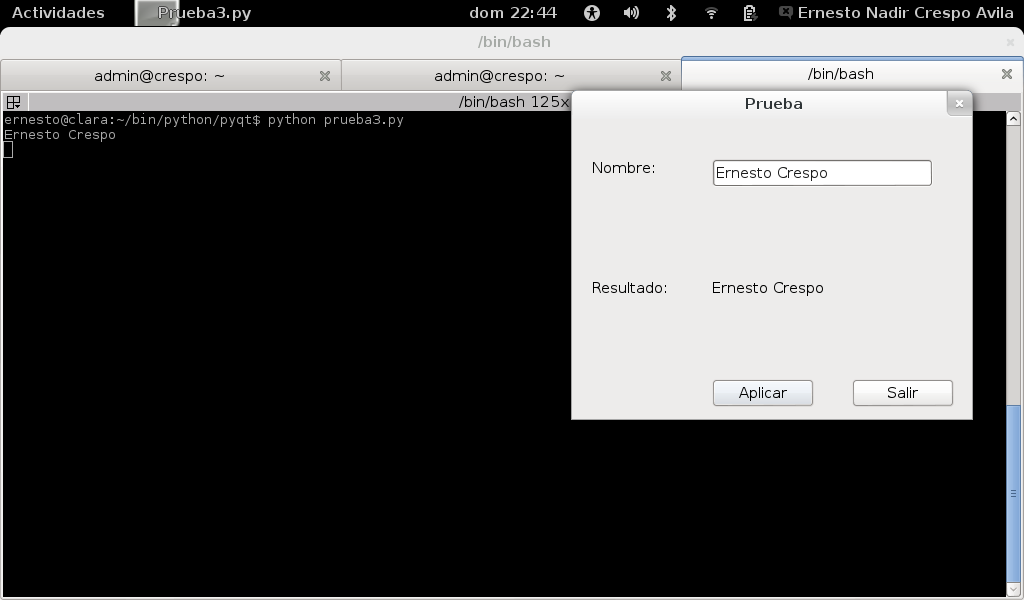 Actividades Prueba3.py dom 22:44 Ernesto Nadir Crespo Avila
/bin/bash
admin@crespo: ~ admin@crespo: ~ /bin/bash
/bin/bash 125x
ernesto@clara:~/bin/python/pyqt$ python prueba3.py
Ernesto Crespo
Prueba
Nombre: Ernesto Crespo
Resultado: Ernesto Crespo
Aplicar Salir